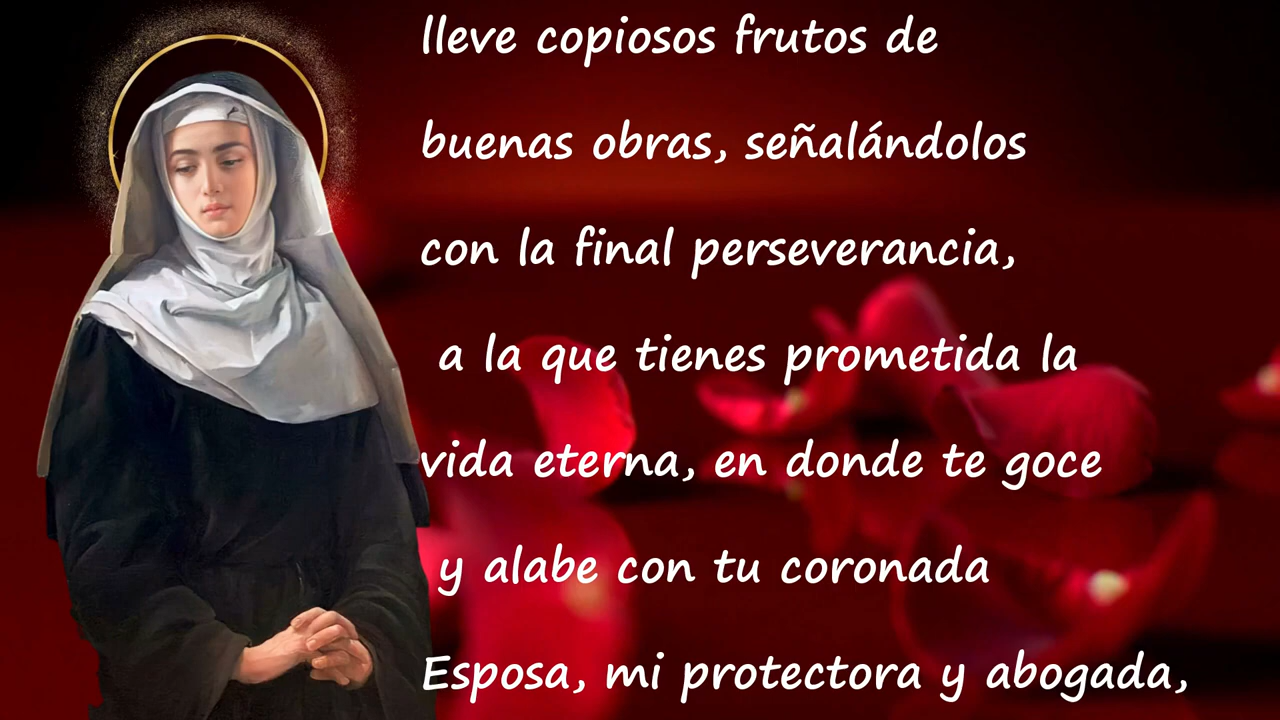 lleve copiosos frutos de
buenas obras, señalándolos
con la final perseverancia,
a la que tienes prometida la
vida eterna, en donde te goce
y alabe con tu coronada
Esposa, mi protectora y abogada,